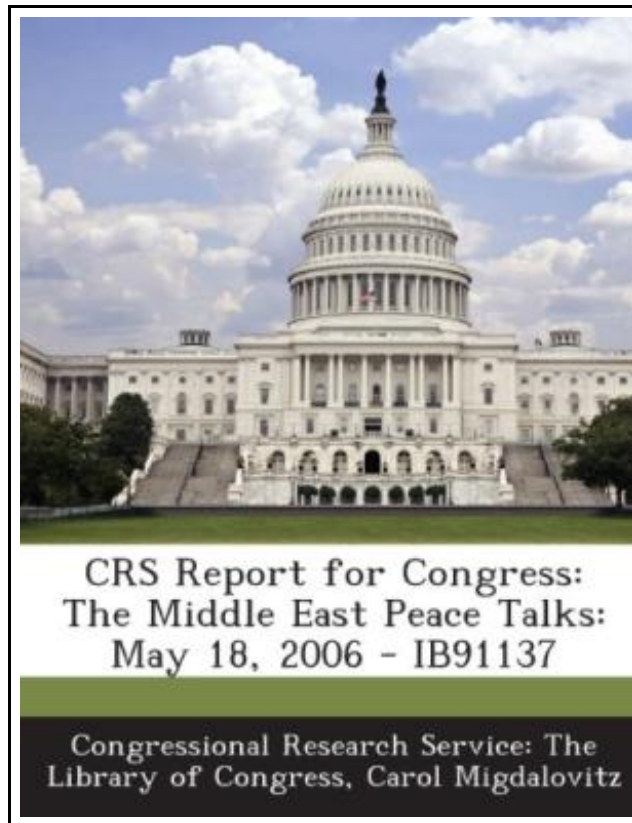 CRS Report for Congress:
The Middle East Peace Talks:
May 18, 2006 - IB91137
Congressional Research Service: The
Library of Congress, Carol Migdalovitz